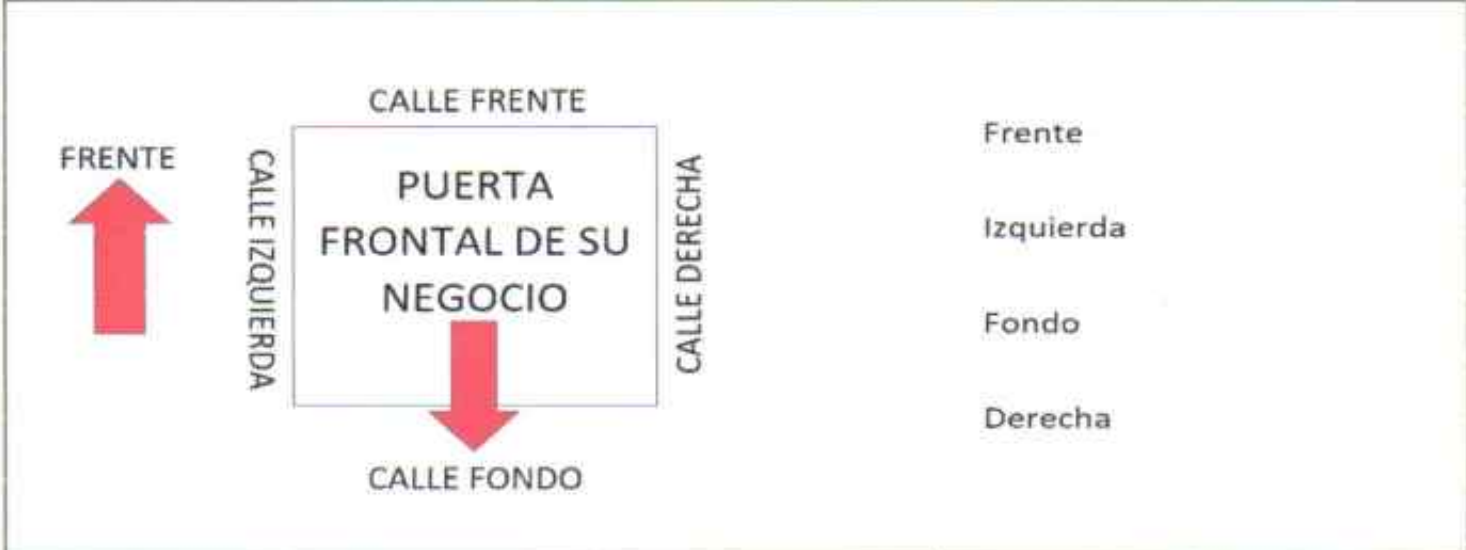 CALLE FRENTE
FRENTE
CALLE IZQUIERDA
PUERTA
FRONTAL DE SU
NEGOCIO
CALLE DERECHA
CALLE FONDO
Frente
Izquierda
Fondo
Derecha